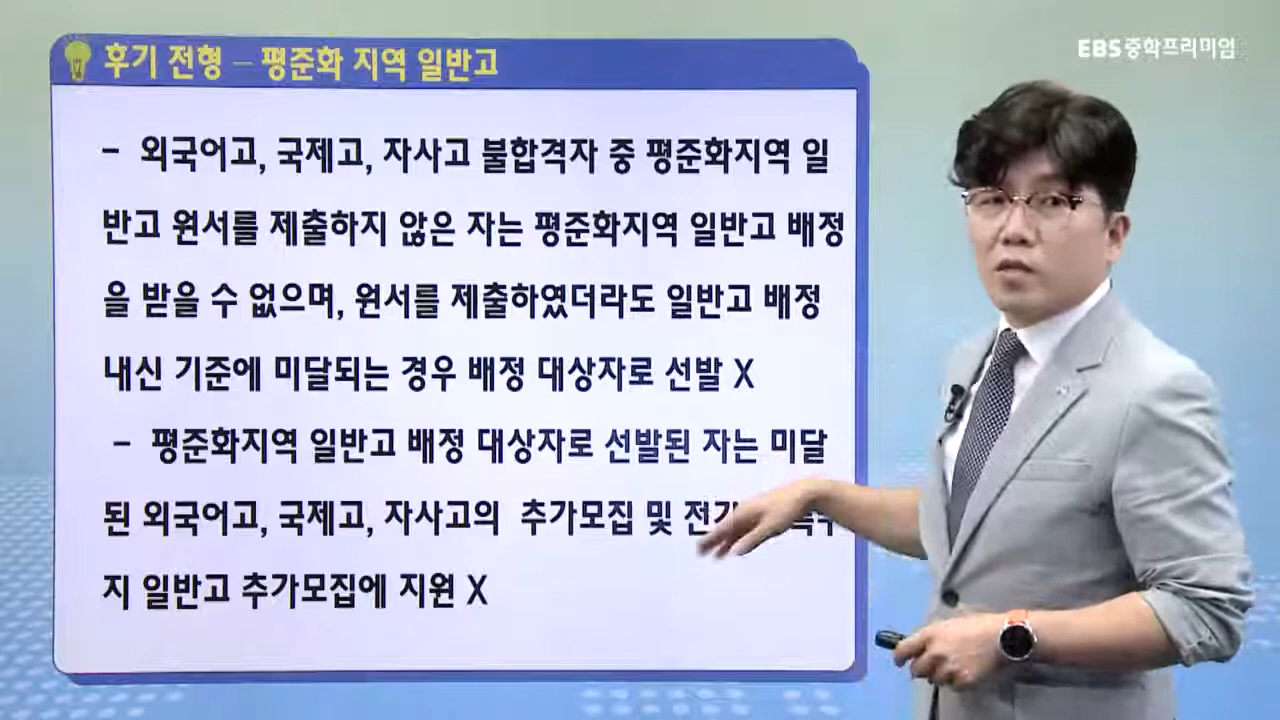 후기 전형 – 평준화 지역 일반고
EBS 중학프리미엄
- 외국어고, 국제고, 자사고 불합격자 중 평준화지역 일
반고 원서를 제출하지 않은 자는 평준화지역 일반고 배정
을 받을 수 없으며, 원서를 제출하였더라도 일반고 배정
내신 기준에 미달되는 경우 배정 대상자로 선발 X
- 평준화지역 일반고 배정 대상자로 선발된 자는 미달
된 외국어고, 국제고, 자사고의 추가모집 및
지 일반고 추가모집에 지원 X